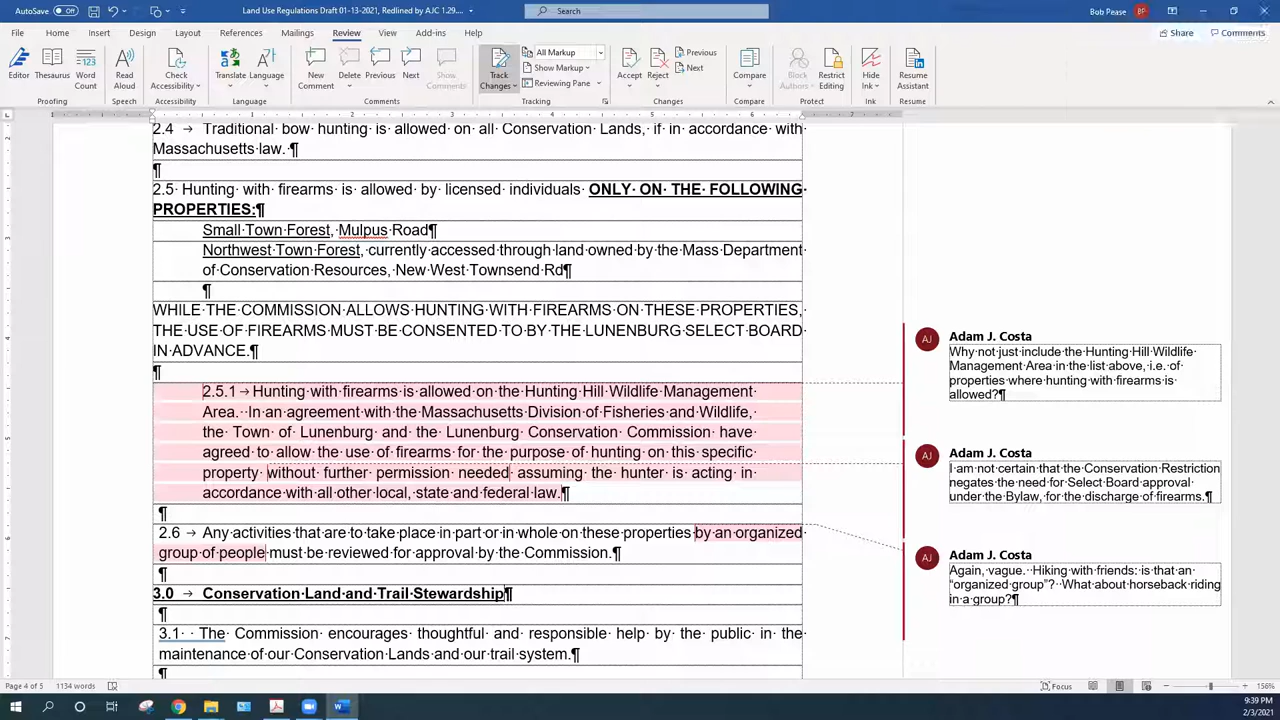 AutoSave Off Land Use Regulations Draft 01-13-2021, Redlined by AJC 1.29... Search Bob Pease BP
File Home Insert Design Layout References Mailings Review View Add-ins Help Share Comments
Editor Thesaurus Word Count Read Aloud Check Accessibility Translate Language New Comment Delete Previous Next Show Comments Track Changes All Markup Show Markup Reviewing Pane Accept Reject Previous Next Compare Block Authors Restrict Editing Hide Ink Resume Assistant
Proofing Speech Accessibility Language Comments Tracking Changes Compare Protect Ink Resume
2.4 → Traditional bow hunting is allowed on all Conservation Lands, if in accordance with
Massachusetts law. ¶
¶
2.5 Hunting with firearms is allowed by licensed individuals ONLY ON THE FOLLOWING
PROPERTIES:¶
Small Town Forest, Mulpus Road¶
Northwest Town Forest, currently accessed through land owned by the Mass Department
of Conservation Resources, New West Townsend Rd¶
¶
WHILE THE COMMISSION ALLOWS HUNTING WITH FIREARMS ON THESE PROPERTIES,
THE USE OF FIREARMS MUST BE CONSENTED TO BY THE LUNENBURG SELECT BOARD
IN ADVANCE.¶
¶
2.5.1 → Hunting with firearms is allowed on the Hunting Hill Wildlife Management
Area. In an agreement with the Massachusetts Division of Fisheries and Wildlife,
the Town of Lunenburg and the Lunenburg Conservation Commission have
agreed to allow the use of firearms for the purpose of hunting on this specific
property without further permission needed assuming the hunter is acting in
accordance with all other local, state and federal law.¶
¶
2.6 → Any activities that are to take place in part or in whole on these properties by an organized
group of people must be reviewed for approval by the Commission.¶
¶
3.0 → Conservation Land and Trail Stewardship¶
¶
3.1 The Commission encourages thoughtful and responsible help by the public in the
maintenance of our Conservation Lands and our trail system.¶
¶
AJ Adam J. Costa
Why not just include the Hunting Hill Wildlife
Management Area in the list above, i.e. of
properties where hunting with firearms is
allowed?¶
AJ Adam J. Costa
I am not certain that the Conservation Restriction
negates the need for Select Board approval
under the Bylaw, for the discharge of firearms.¶
AJ Adam J. Costa
Again, vague. Hiking with friends: is that an
“organized group”? What about horseback riding
in a group?¶
Page 4 of 5 1134 words Focus 156%
9:39 PM
2/3/2021